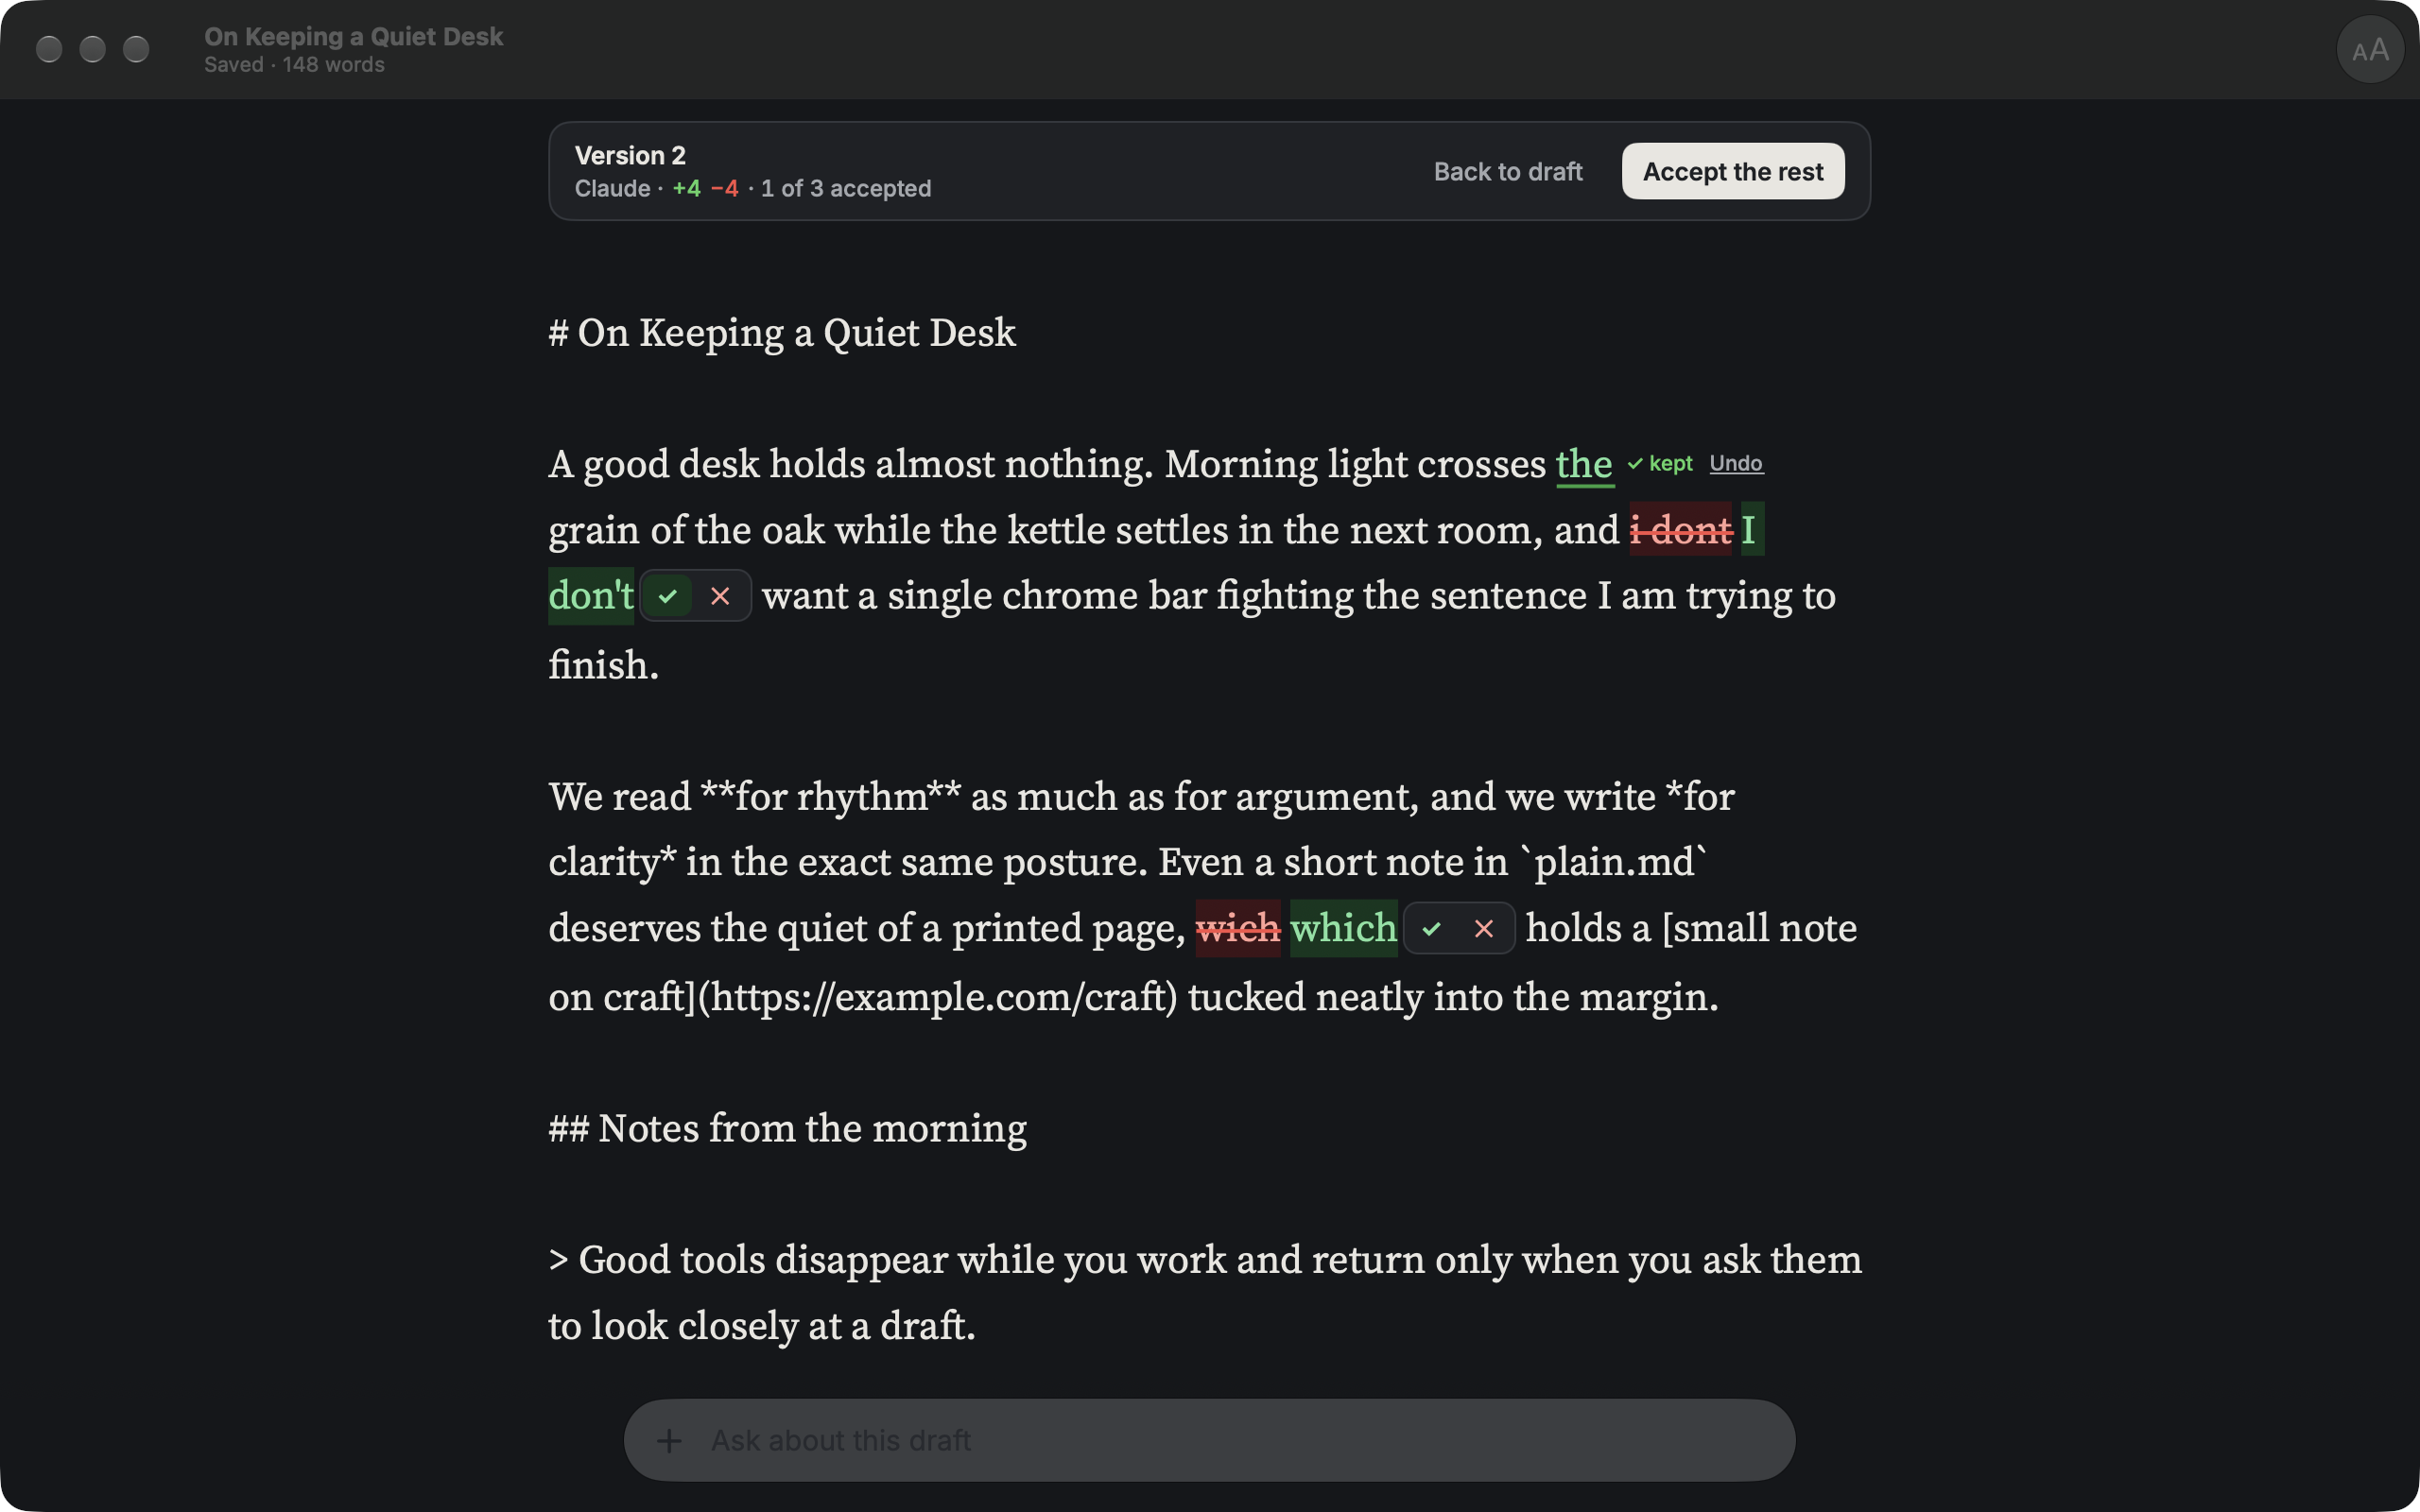 On Keeping a Quiet Desk
Saved · 148 words
AA
Version 2
Claude · +4 −4 · 1 of 3 accepted
Back to draft
Accept the rest
# On Keeping a Quiet Desk
A good desk holds almost nothing. Morning light crosses the ✓ kept Undo
grain of the oak while the kettle settles in the next room, and i dont I
don't ✓ ✕ want a single chrome bar fighting the sentence I am trying to
finish.
We read **for rhythm** as much as for argument, and we write *for
clarity* in the exact same posture. Even a short note in `plain.md`
deserves the quiet of a printed page, wich which ✓ ✕ holds a [small note
on craft](https://example.com/craft) tucked neatly into the margin.
## Notes from the morning
> Good tools disappear while you work and return only when you ask them
to look closely at a draft.
+ Ask about this draft